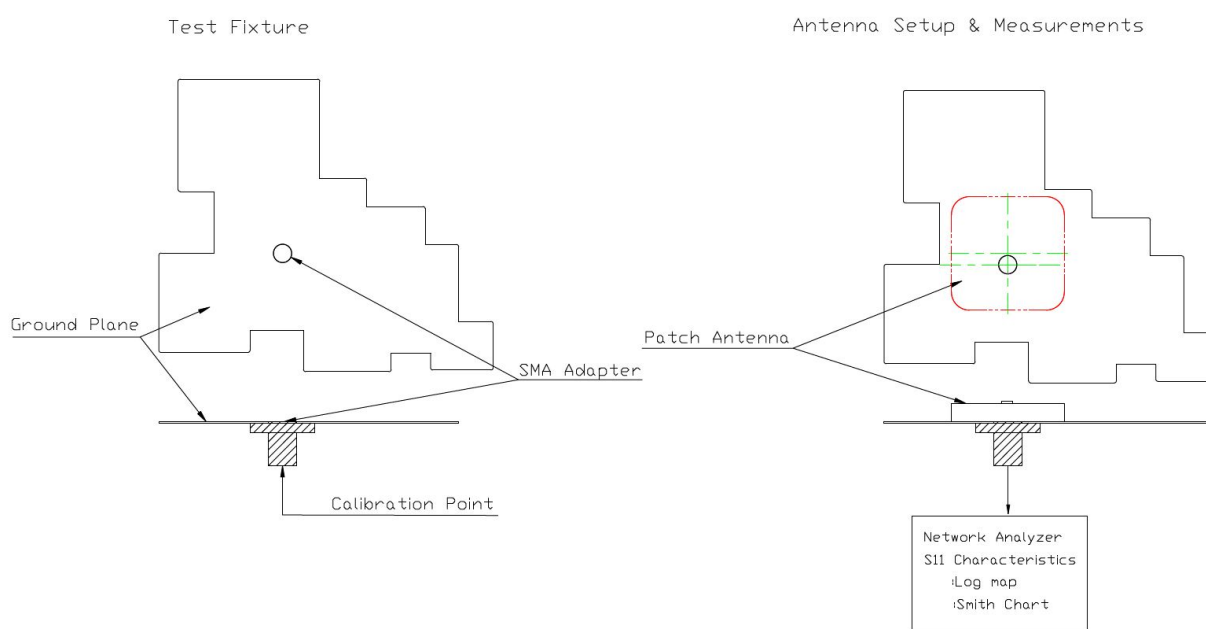 Test Fixture
Antenna Setup & Measurements
Ground Plane
SMA Adapter
Calibration Point
Patch Antenna
Network Analyzer
S11 Characteristics
:Log map
:Smith Chart